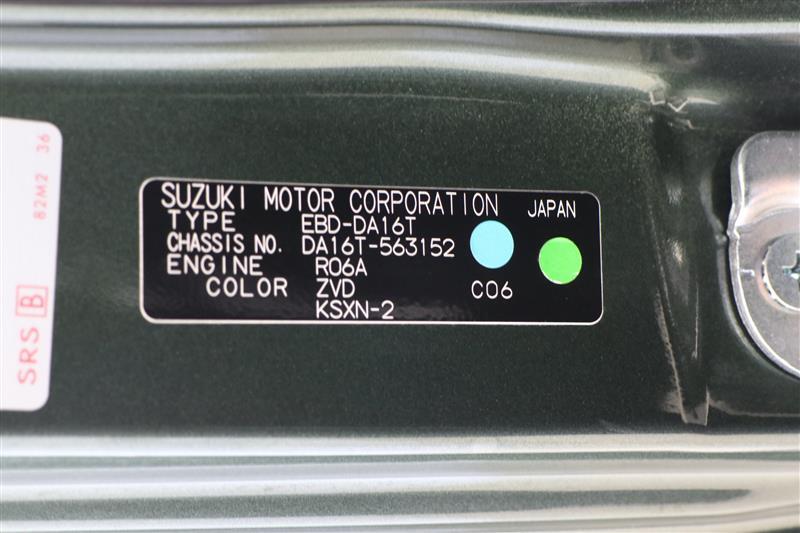 SUZUKI MOTOR CORPORATION JAPAN
TYPE EBD-DA16T
CHASSIS NO. DA16T-563152
ENGINE R06A
COLOR ZVD C06
KSXN-2
82M2 36
SRS B